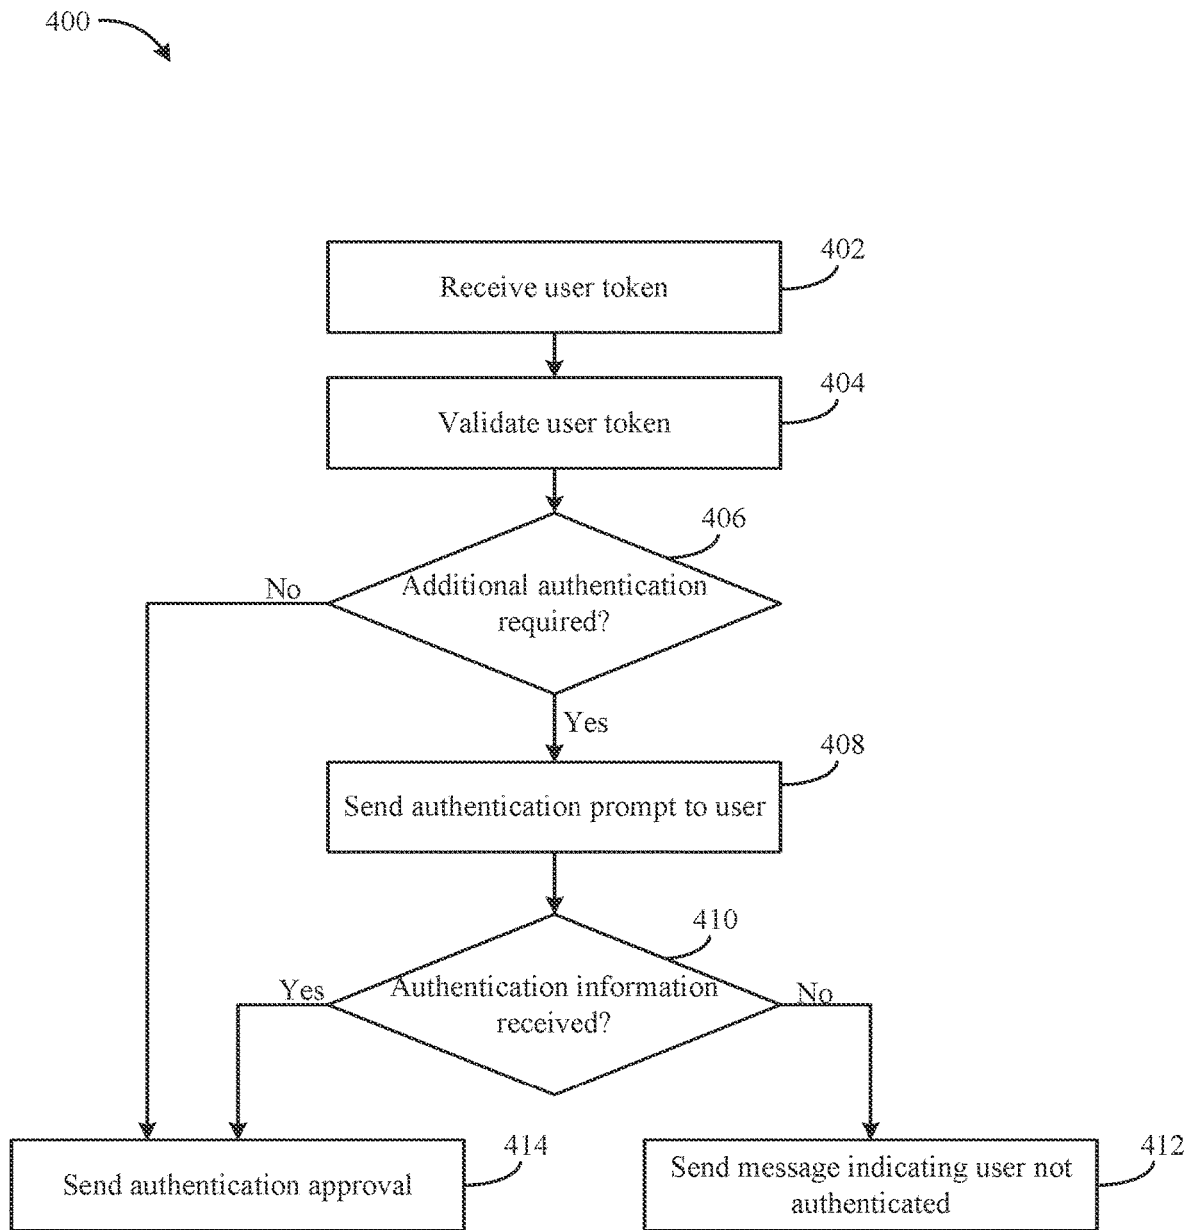 400
402
Receive user token
404
Validate user token
406
Additional authentication
required?
No
Yes
408
Send authentication prompt to user
410
Authentication information
received?
Yes
No
414
Send authentication approval
412
Send message indicating user not
authenticated